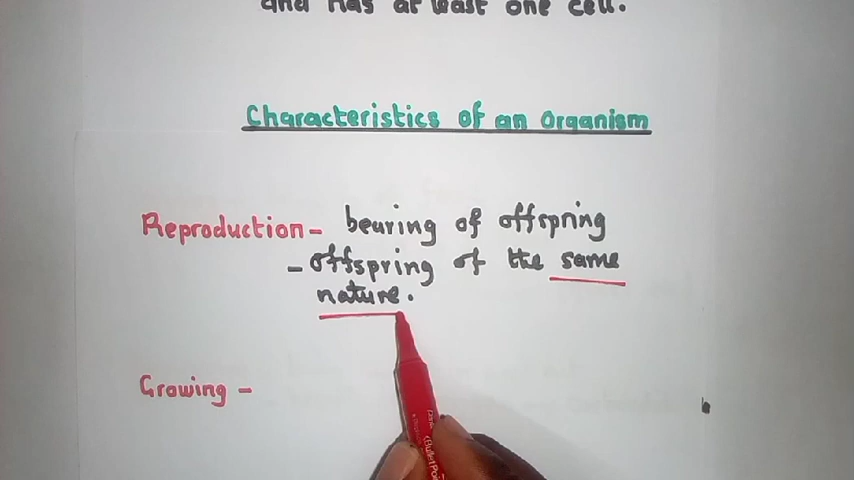 and has at least one cell.
Characteristics of an Organism
Reproduction - bearing of offspring
- offspring of the same
nature.
Growing -